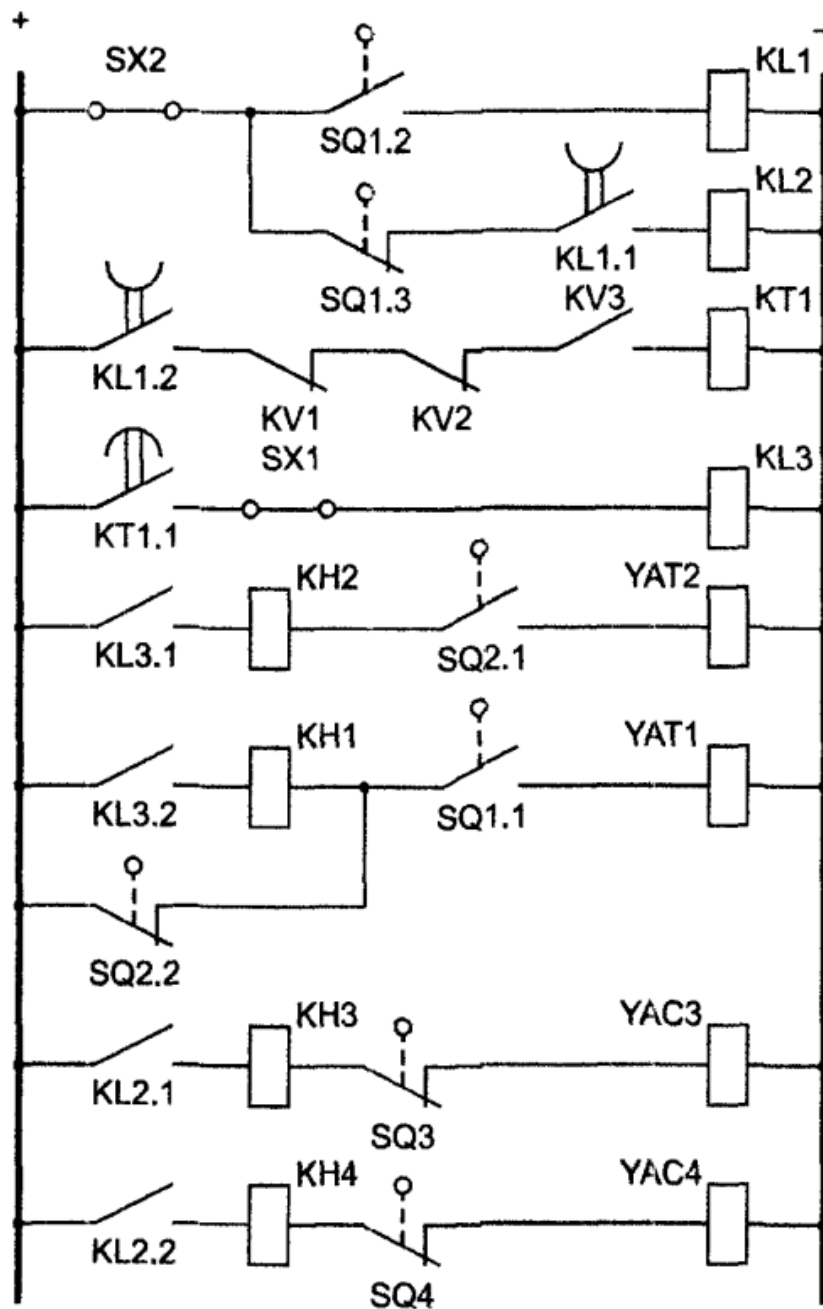 + –
SX2 KL1
SQ1.2
KL2
SQ1.3 KL1.1
KV3 KT1
KL1.2
KV1 KV2
SX1 KL3
KT1.1
KH2 YAT2
KL3.1 SQ2.1
KH1 YAT1
KL3.2 SQ1.1
SQ2.2
KH3 YAC3
KL2.1
SQ3
KH4 YAC4
KL2.2
SQ4